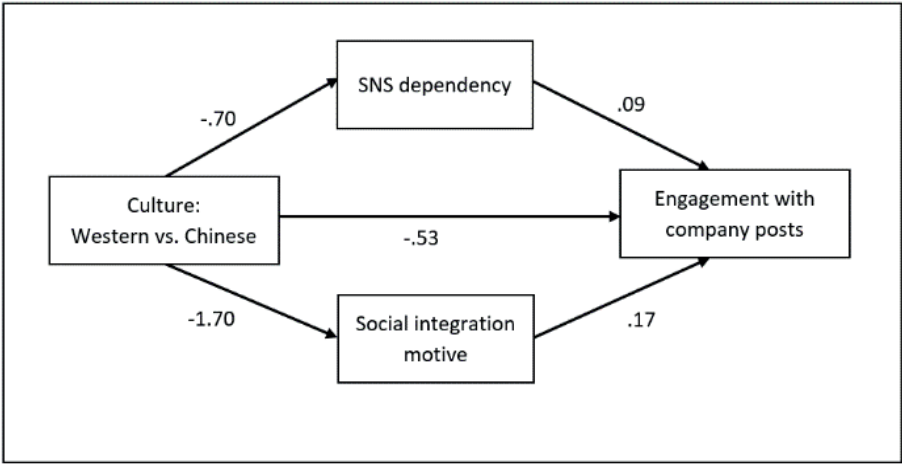 SNS dependency
-.70
.09
Culture:
Western vs. Chinese
Engagement with
company posts
-.53
-1.70
Social integration
motive
.17